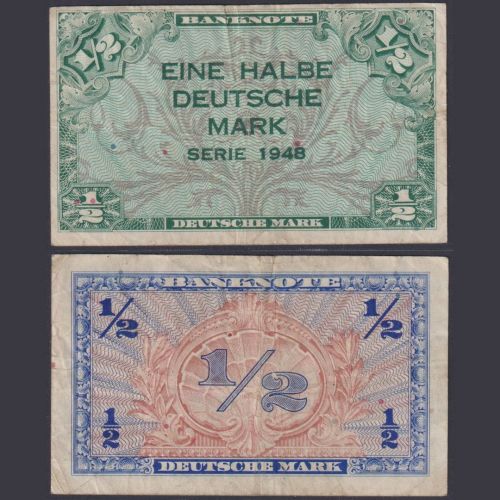 BANKNOTE
1/2 1/2
EINE HALBE
DEUTSCHE
MARK
SERIE 1948
1/2 1/2
DEUTSCHE MARK
BANKNOTE
1/2 1/2
1/2
1/2 1/2
DEUTSCHE MARK